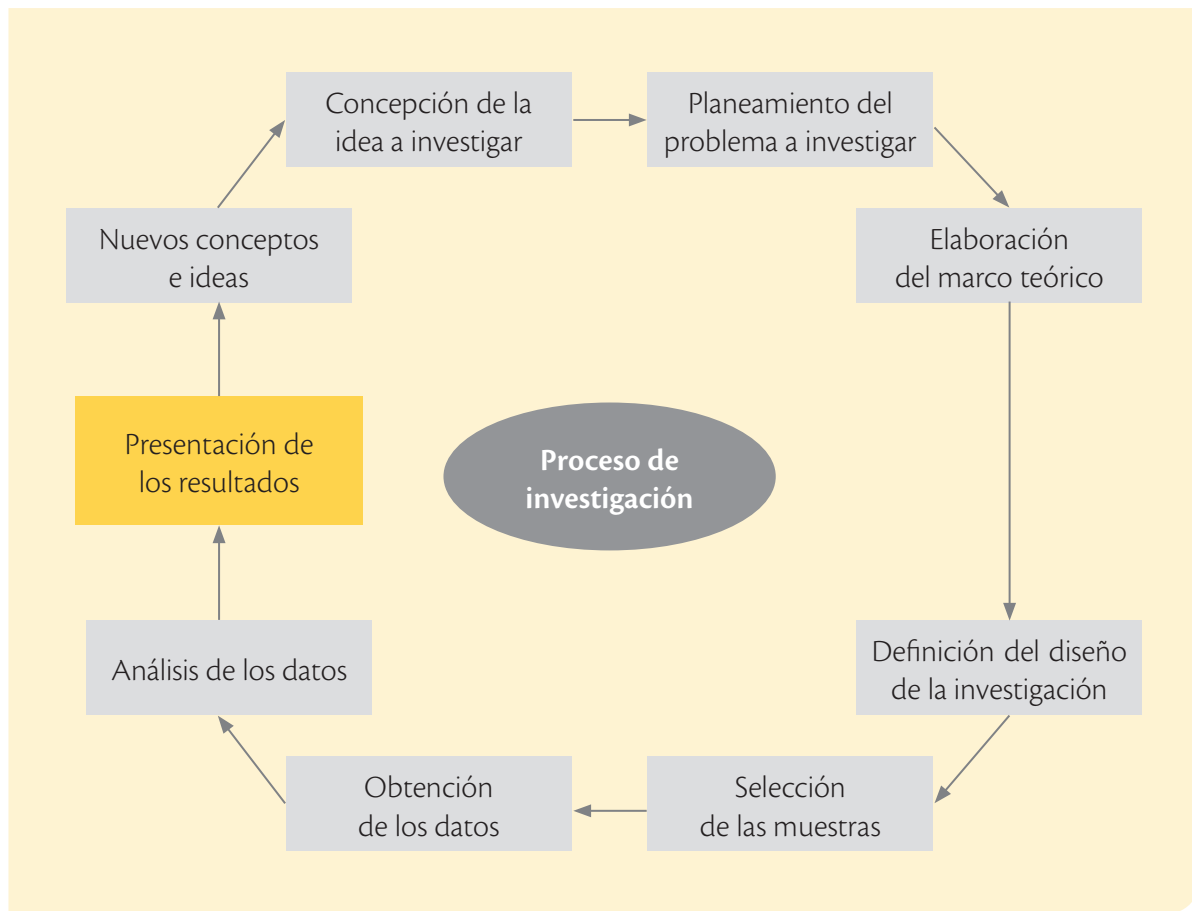 Concepción de la
idea a investigar
Planeamiento del
problema a investigar
Nuevos conceptos
e ideas
Elaboración
del marco teórico
Presentación de
los resultados
Proceso de
investigación
Análisis de los datos
Definición del diseño
de la investigación
Obtención
de los datos
Selección
de las muestras